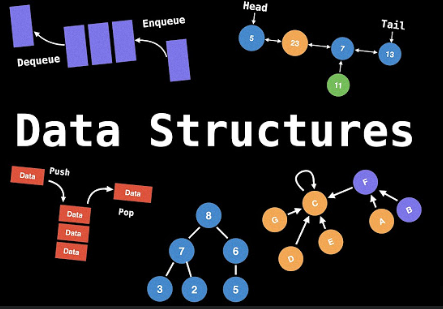 Enqueue
Dequeue
Head
Tail
5
23
7
13
11
Data Structures
Data
Push
Data
Pop
Data
Data
Data
8
7
6
3
2
5
C
F
G
E
D
A
B